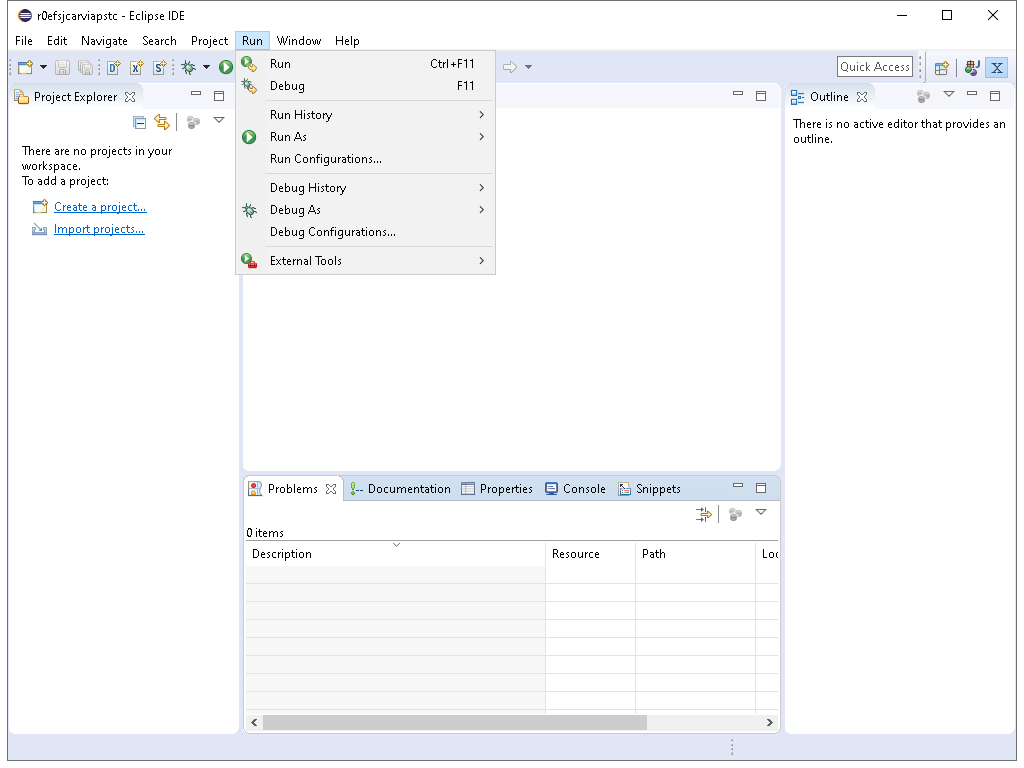 r0efsjcarviapstc - Eclipse IDE
File Edit Navigate Search Project Run Window Help
Quick Access
Project Explorer
There are no projects in your
workspace.
To add a project:
Create a project...
Import projects...
Run Ctrl+F11
Debug F11
Run History
Run As
Run Configurations...
Debug History
Debug As
Debug Configurations...
External Tools
Outline
There is no active editor that provides an
outline.
Problems Documentation Properties Console Snippets
0 items
Description Resource Path Loc